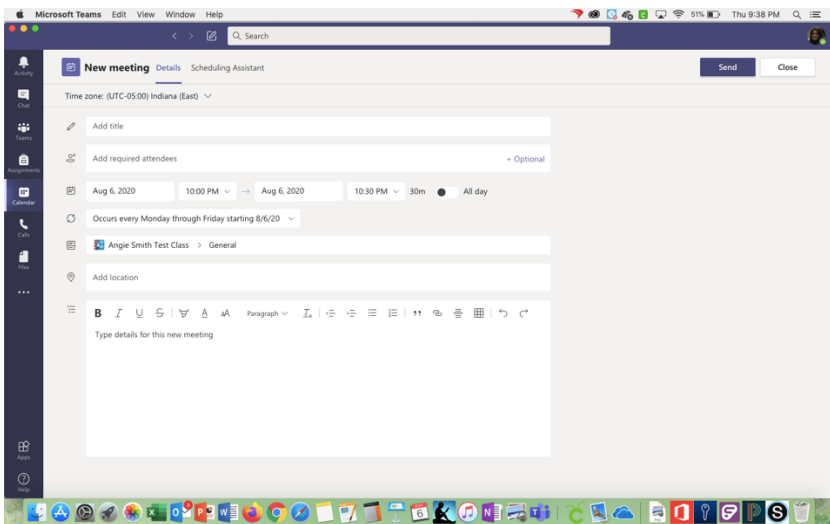 Microsoft Teams Edit View Window Help 51% Thu 9:38 PM
Search
Activity
Chat
Teams
Assignments
Calendar
Calls
Files
Apps
Help
New meeting Details Scheduling Assistant Send Close
Time zone: (UTC-05:00) Indiana (East)
Add title
Add required attendees + Optional
Aug 6, 2020 10:00 PM → Aug 6, 2020 10:30 PM 30m All day
Occurs every Monday through Friday starting 8/6/20
Angie Smith Test Class > General
Add location
B I U S A AA Paragraph
Type details for this new meeting